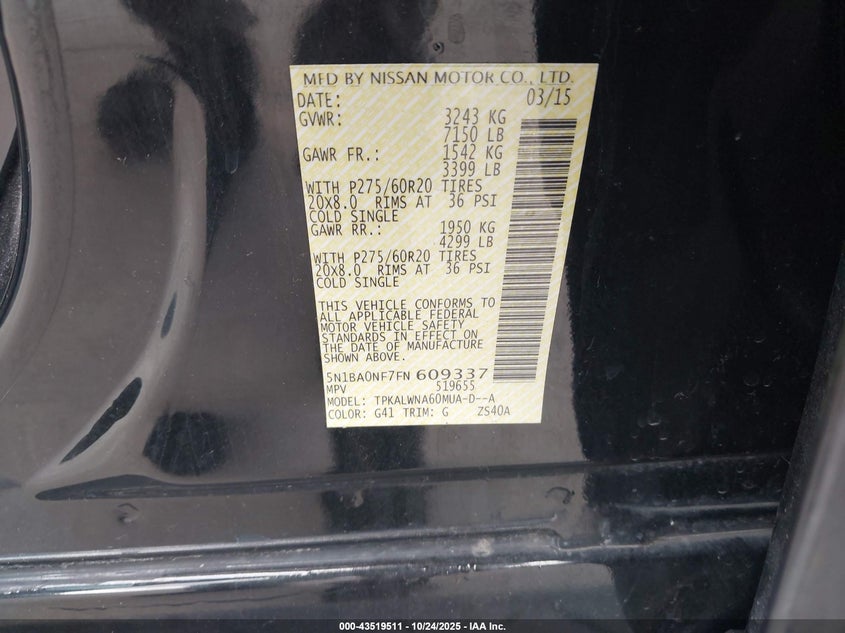 MFD BY NISSAN MOTOR CO., LTD.
DATE: 03/15
GVWR: 3243 KG
7150 LB
GAWR FR.: 1542 KG
3399 LB
WITH P275/60R20 TIRES
20X8.0 RIMS AT 36 PSI
COLD SINGLE
GAWR RR.: 1950 KG
4299 LB
WITH P275/60R20 TIRES
20X8.0 RIMS AT 36 PSI
COLD SINGLE
THIS VEHICLE CONFORMS TO
ALL APPLICABLE FEDERAL
MOTOR VEHICLE SAFETY
STANDARDS IN EFFECT ON
THE DATE OF MANUFACTURE
SHOWN ABOVE.
5N1BA0NF7FN 609337
MPV 519655
MODEL: TPKALWNA60MUA-D--A
COLOR: G41 TRIM: G ZS40A
000-43519511 - 10/24/2025 - IAA Inc.